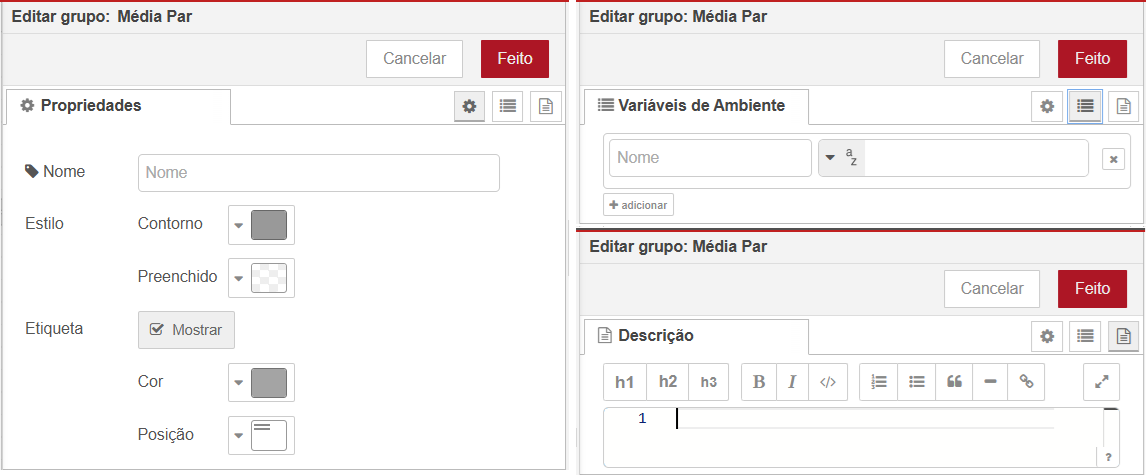 Editar grupo: Média Par
Cancelar Feito
Propriedades
Nome Nome
Estilo Contorno
Preenchido
Etiqueta Mostrar
Cor
Posição
Editar grupo: Média Par
Cancelar Feito
Variáveis de Ambiente
Nome a z
+ adicionar
Editar grupo: Média Par
Cancelar Feito
Descrição
h1 h2 h3 B I </>
1
?